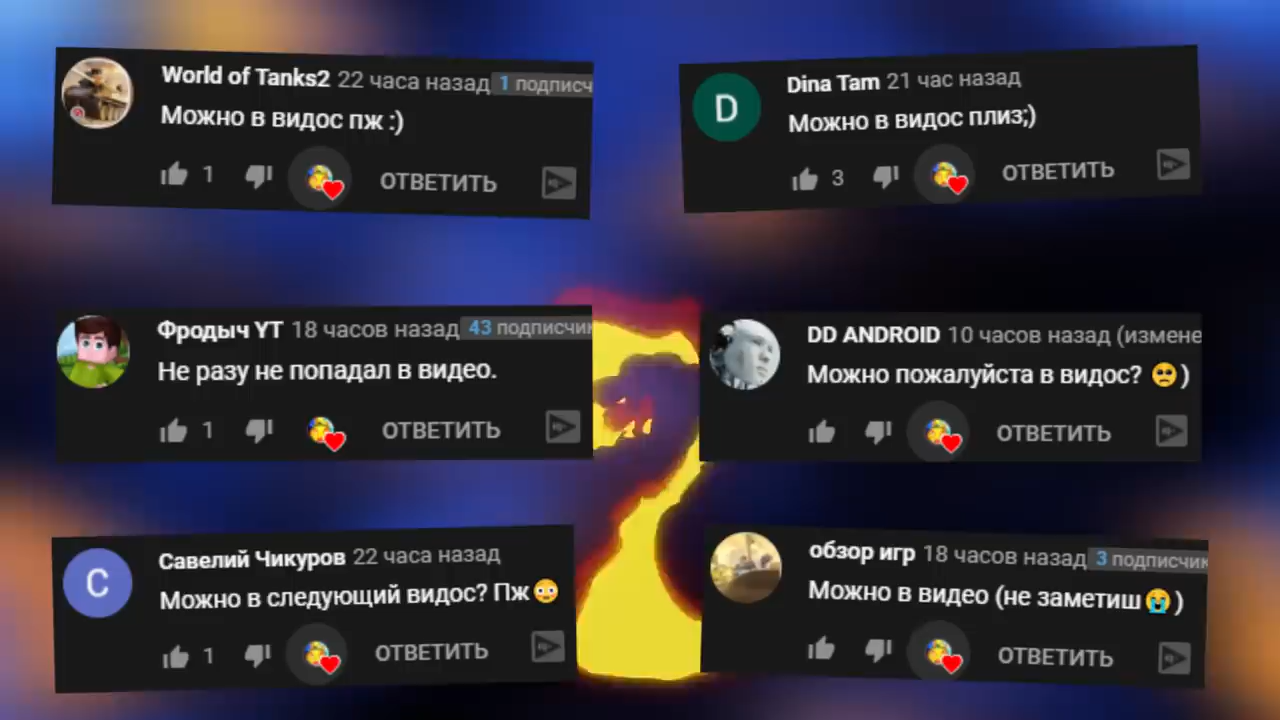 World of Tanks2 22 часа назад 1 подписч
Можно в видос пж :)
1 ОТВЕТИТЬ
D
Dina Tam 21 час назад
Можно в видос плиз;)
3 ОТВЕТИТЬ
Фродыч YT 18 часов назад 43 подписчик
Не разу не попадал в видео.
1 ОТВЕТИТЬ
DD ANDROID 10 часов назад (измене
Можно пожалуйста в видос? 🥺)
ОТВЕТИТЬ
С
Савелий Чикуров 22 часа назад
Можно в следующий видос? Пж😳
1 ОТВЕТИТЬ
обзор игр 18 часов назад 3 подписчик
Можно в видео (не заметиш😭)
ОТВЕТИТЬ